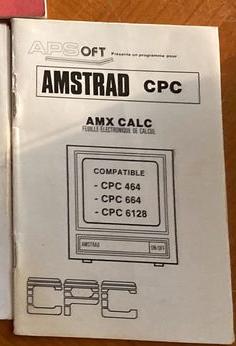 APSOFT Présente un programme pour
AMSTRAD CPC
AMX CALC
FEUILLE ELECTRONIQUE DE CALCUL
COMPATIBLE
- CPC 464
- CPC 664
- CPC 6128
AMSTRAD ON/OFF
CPC